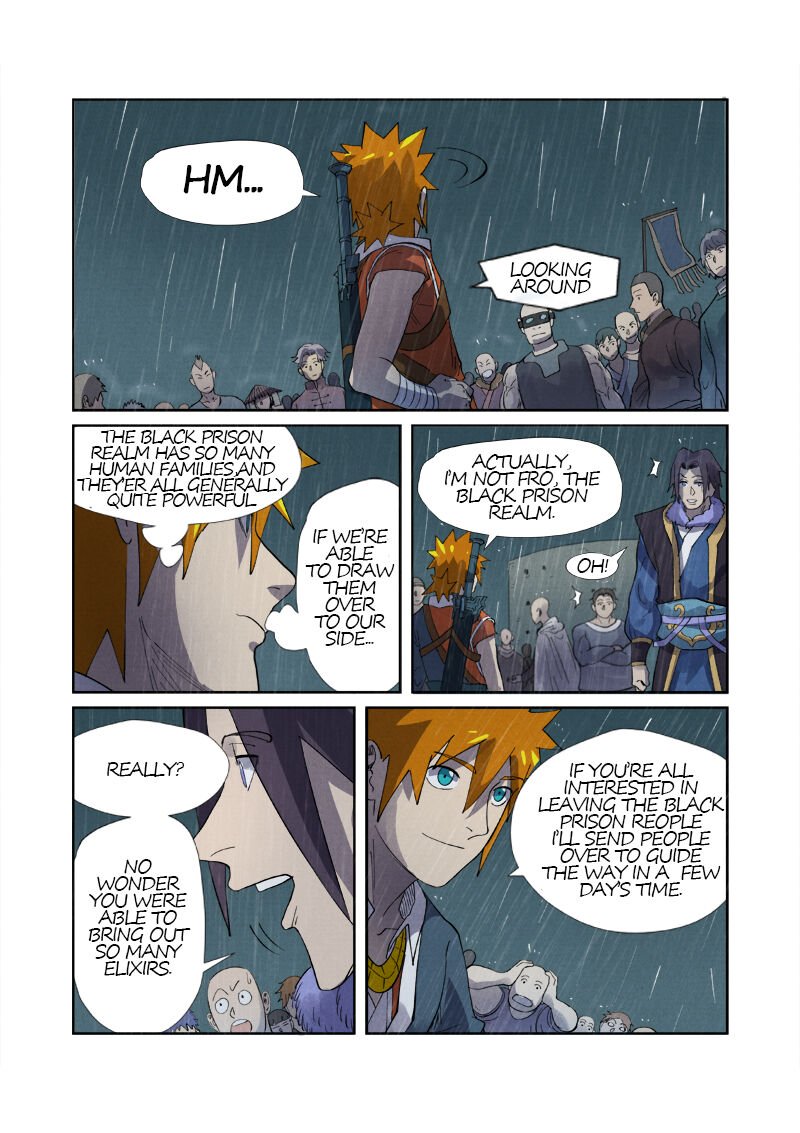 HM...
LOOKING
AROUND
THE BLACK PRISON
REALM HAS SO MANY
HUMAN FAMILIES,AND
THEY'ER ALL GENERALLY
QUITE POWERFUL
IF WE'RE
ABLE
TO DRAW
THEM
OVER
TO OUR
SIDE...
ACTUALLY,
I'M NOT FRO, THE
BLACK PRISON
REALM.
OH!
REALLY?
NO
WONDER
YOU WERE
ABLE TO
BRING OUT
SO MANY
ELIXIRS.
IF YOU'RE ALL
INTERESTED IN
LEAVING THE BLACK
PRISON REOPLE
I'LL SEND PEOPLE
OVER TO GUIDE
THE WAY IN A FEW
DAY'S TIME.